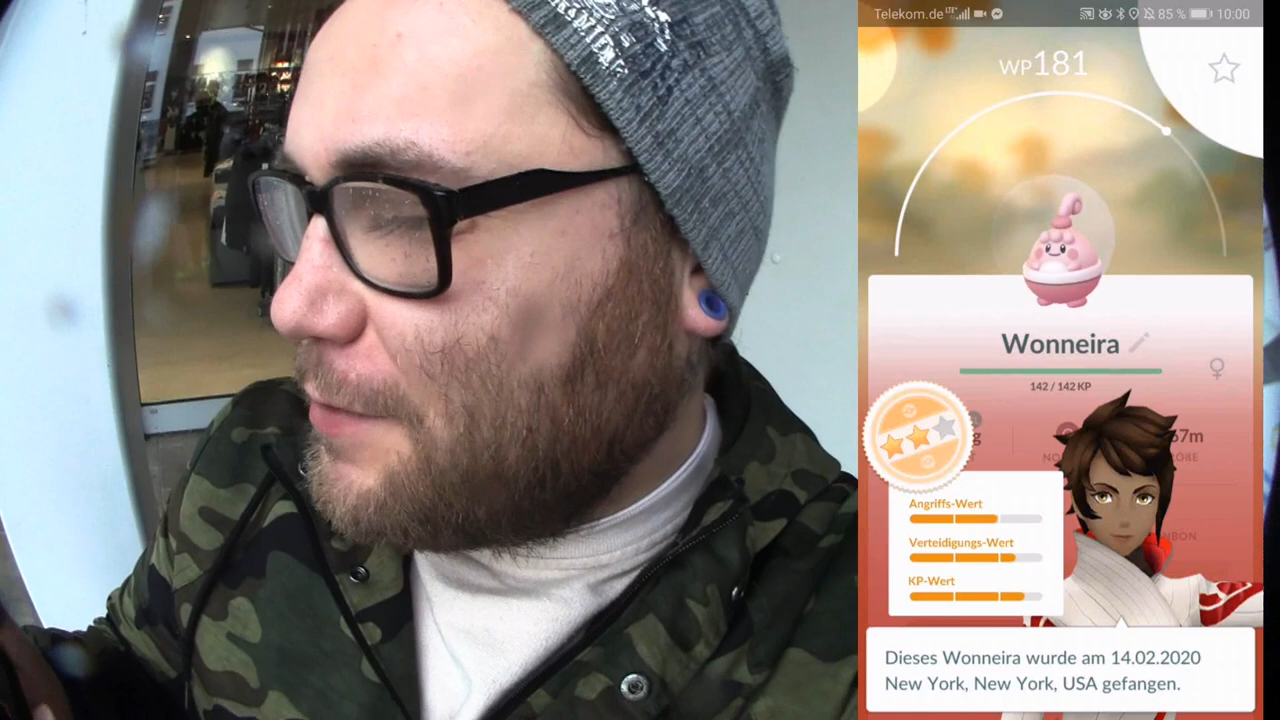 Telekom.de
85 %
10:00
WP181
Wonneira
142 / 142 KP
Angriffs-Wert
Verteidigungs-Wert
KP-Wert
Dieses Wonneira wurde am 14.02.2020
New York, New York, USA gefangen.